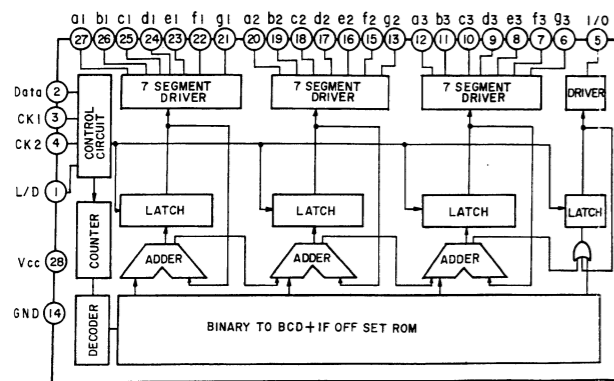 a1 b1 c1 d1 e1 f1 g1 a2 b2 c2 d2 e2 f2 g2 a3 b3 c3 d3 e3 f3 g3 I/O
27 26 25 24 23 22 21 20 19 18 17 16 15 13 12 11 10 9 8 7 6 5
Data 2
CK1 3
CK2 4
L/D 1
Vcc 28
GND 14
CONTROL CIRCUIT
COUNTER
DECODER
7 SEGMENT DRIVER
7 SEGMENT DRIVER
7 SEGMENT DRIVER
DRIVER
LATCH
LATCH
LATCH
LATCH
ADDER
ADDER
ADDER
BINARY TO BCD+IF OFF SET ROM